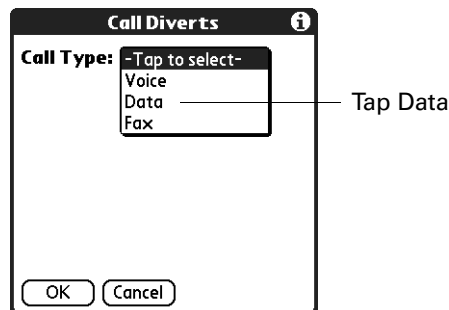 Call Diverts i
Call Type: -Tap to select-
Voice
Data
Tap Data
Fax
OK Cancel